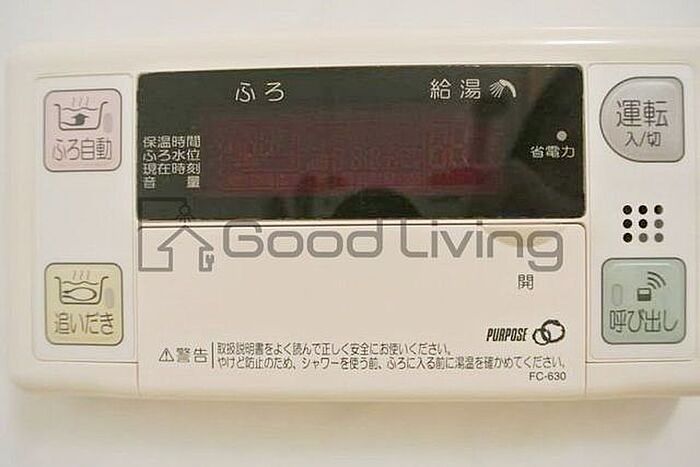 ふろ 給湯
ふろ自動
保温時間
ふろ水位
現在時刻
音量
省電力
運転
入/切
Good Living
開
追いだき
呼び出し
PURPOSE
⚠警告 取扱説明書をよく読んで正しく安全にお使いください。
やけど防止のため、シャワーを使う前、ふろに入る前に湯温を確かめてください。
FC-630